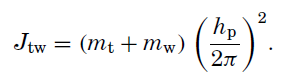 J_tw = (m_t + m_w) (h_p / 2π)^2.